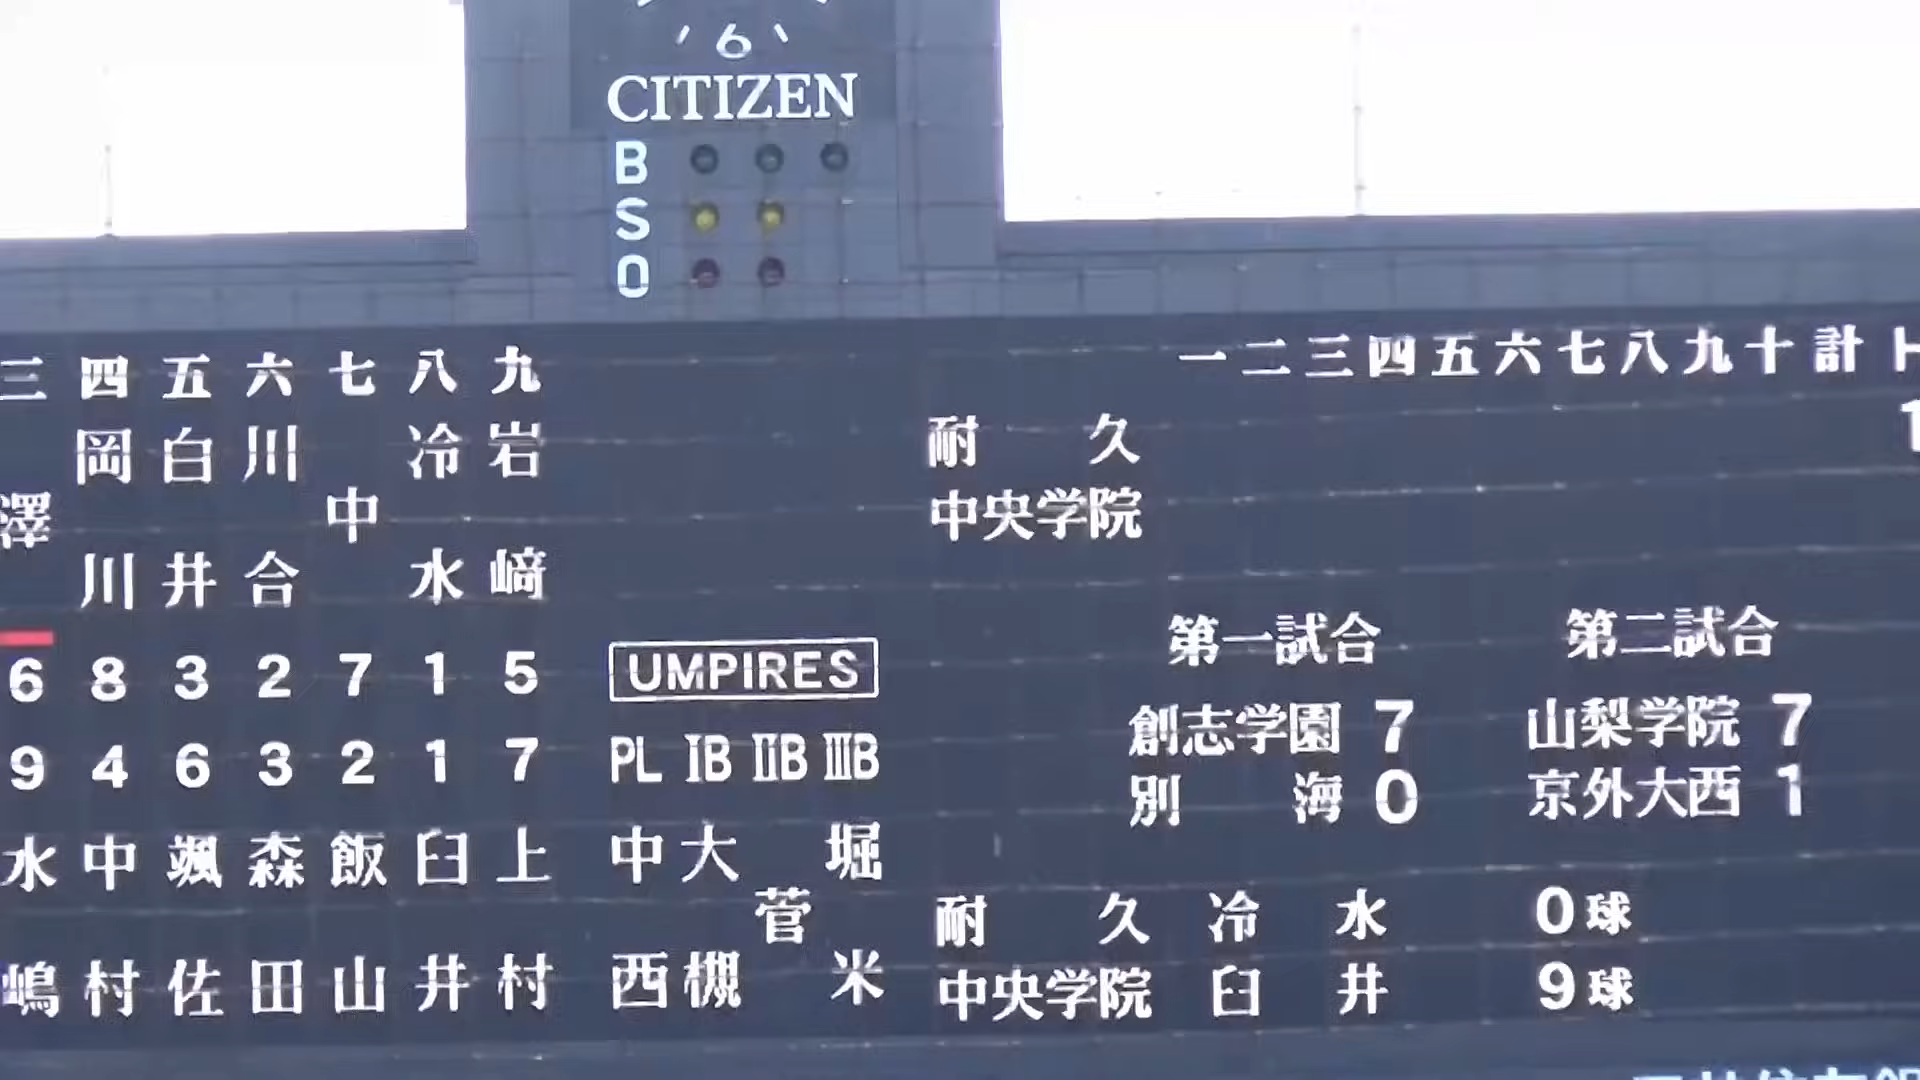 6
CITIZEN
B
S
O
三 四 五 六 七 八 九
澤 岡川 白井 川合 中 冷水 岩﨑
6 8 3 2 7 1 5
UMPIRES
9 4 6 3 2 1 7
PL ⅠB ⅡB ⅢB
水嶋 中村 颯佐 森田 飯山 臼井 上村
中西 大槻 菅 堀米
一 二 三 四 五 六 七 八 九 十 計 H
耐久 1
中央学院
第一試合 第二試合
創志学園 7 山梨学院 7
別海 0 京外大西 1
耐久 冷水 0球
中央学院 臼井 9球